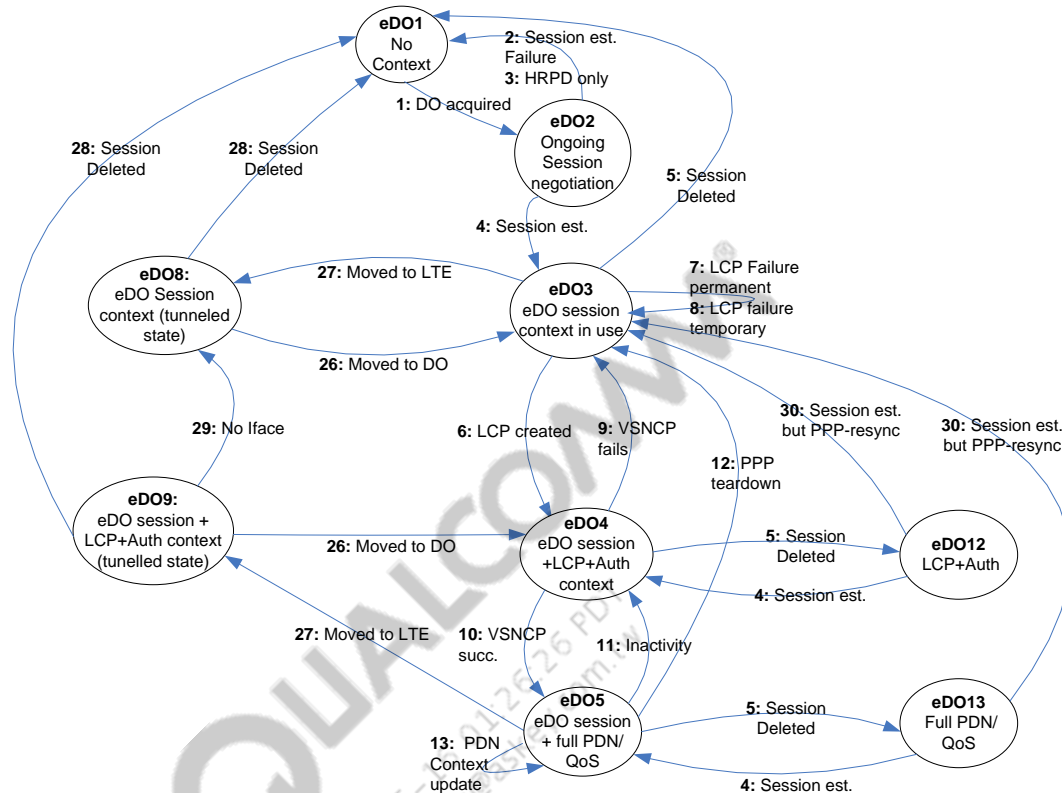 eDO1
No
Context
2: Session est.
Failure
3: HRPD only
1: DO acquired
eDO2
Ongoing
Session
negotiation
28: Session
Deleted
28: Session
Deleted
5: Session
Deleted
4: Session est.
eDO8:
eDO Session
context (tunneled
state)
27: Moved to LTE
eDO3
eDO session
context in use
7: LCP Failure
permanent
8: LCP failure
temporary
26: Moved to DO
29: No Iface
6: LCP created
9: VSNCP
fails
30: Session est.
but PPP-resync
30: Session est.
but PPP-resync
12: PPP
teardown
eDO9:
eDO session +
LCP+Auth context
(tunelled state)
26: Moved to DO
eDO4
eDO session
+LCP+Auth
context
5: Session
Deleted
eDO12
LCP+Auth
4: Session est.
27: Moved to LTE
10: VSNCP
succ.
11: Inactivity
eDO5
eDO session
+ full PDN/
QoS
5: Session
Deleted
eDO13
Full PDN/
QoS
13: PDN
Context
update
4: Session est.
QUALCOMM®
01:26:26 PDT